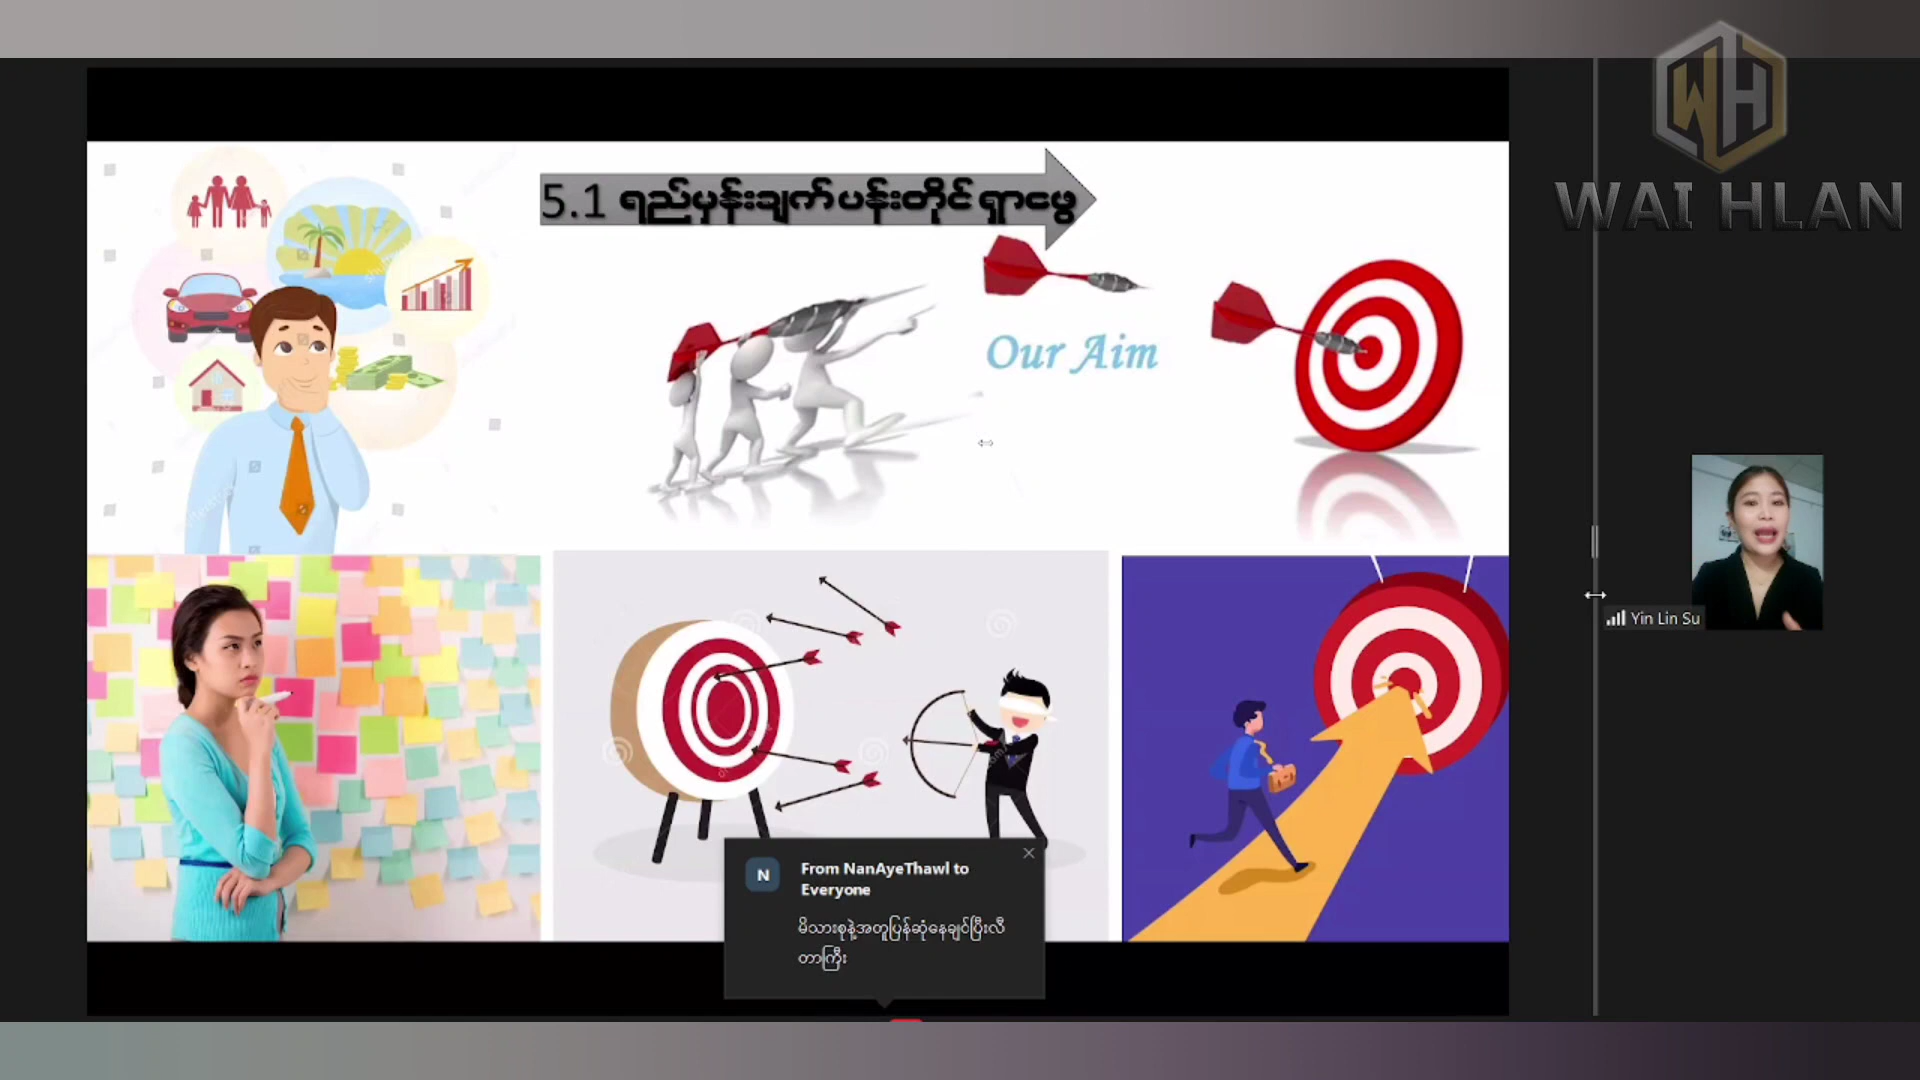 WH
WAI HLAN
5.1 ရည်မှန်းချက်ပန်းတိုင်ရှာဖွေ
Our Aim
Yin Lin Su
N
From NanAyeThawl to
Everyone
မိသားစုနဲ့အတူပြန်ဆုံနေချင်ပြီးလီ
တာကြီး